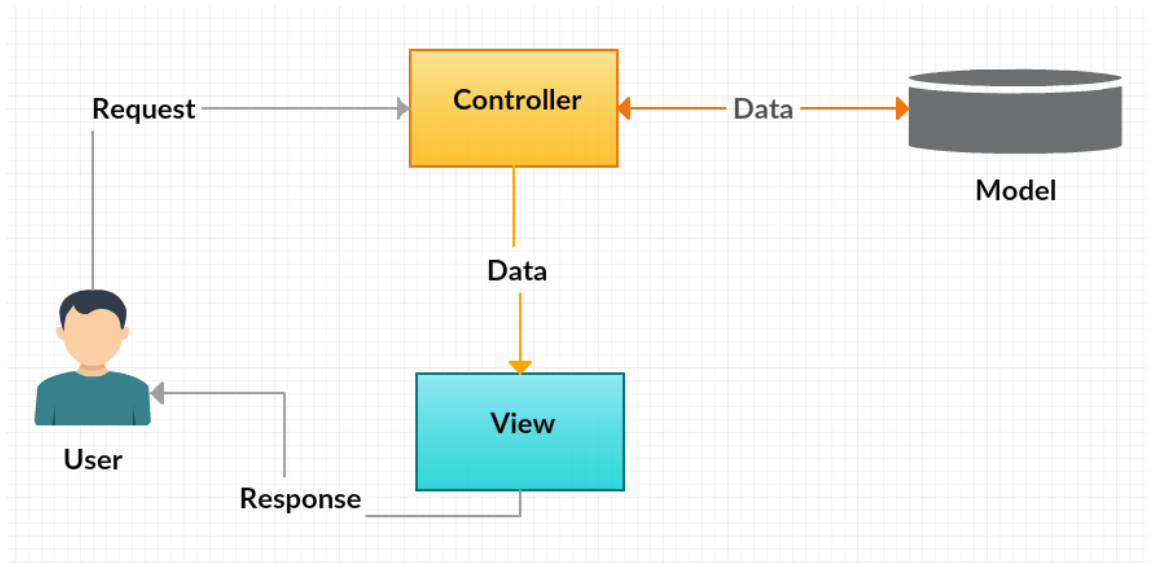 Request
Controller
Data
Model
Data
User
View
Response